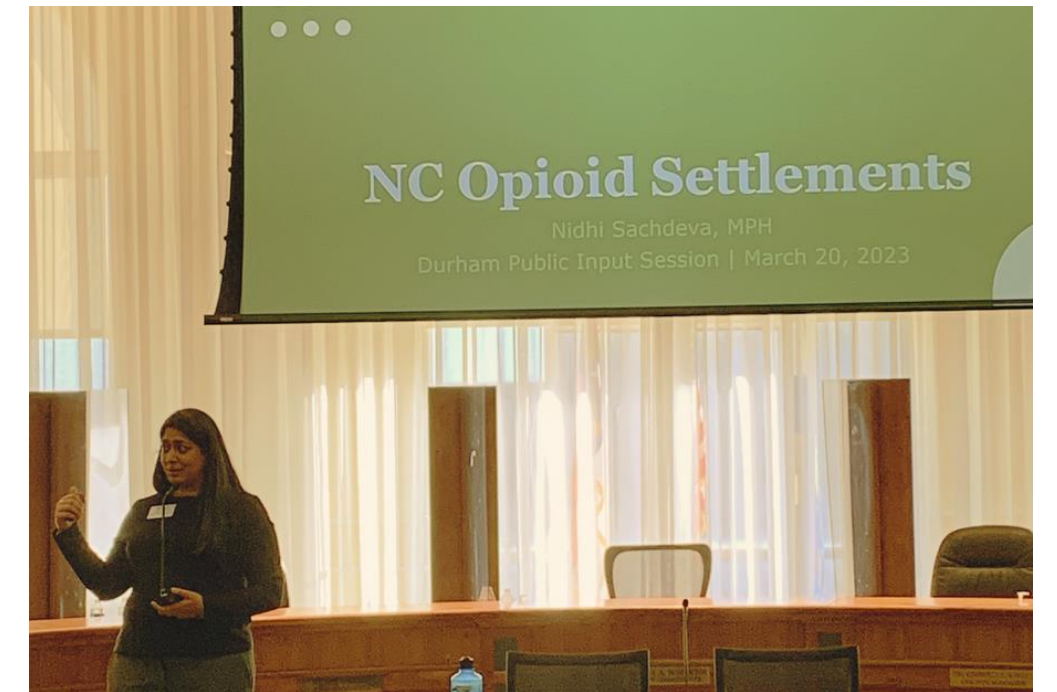 NC Opioid Settlements
Nidhi Sachdeva, MPH
Durham Public Input Session | March 20, 2023